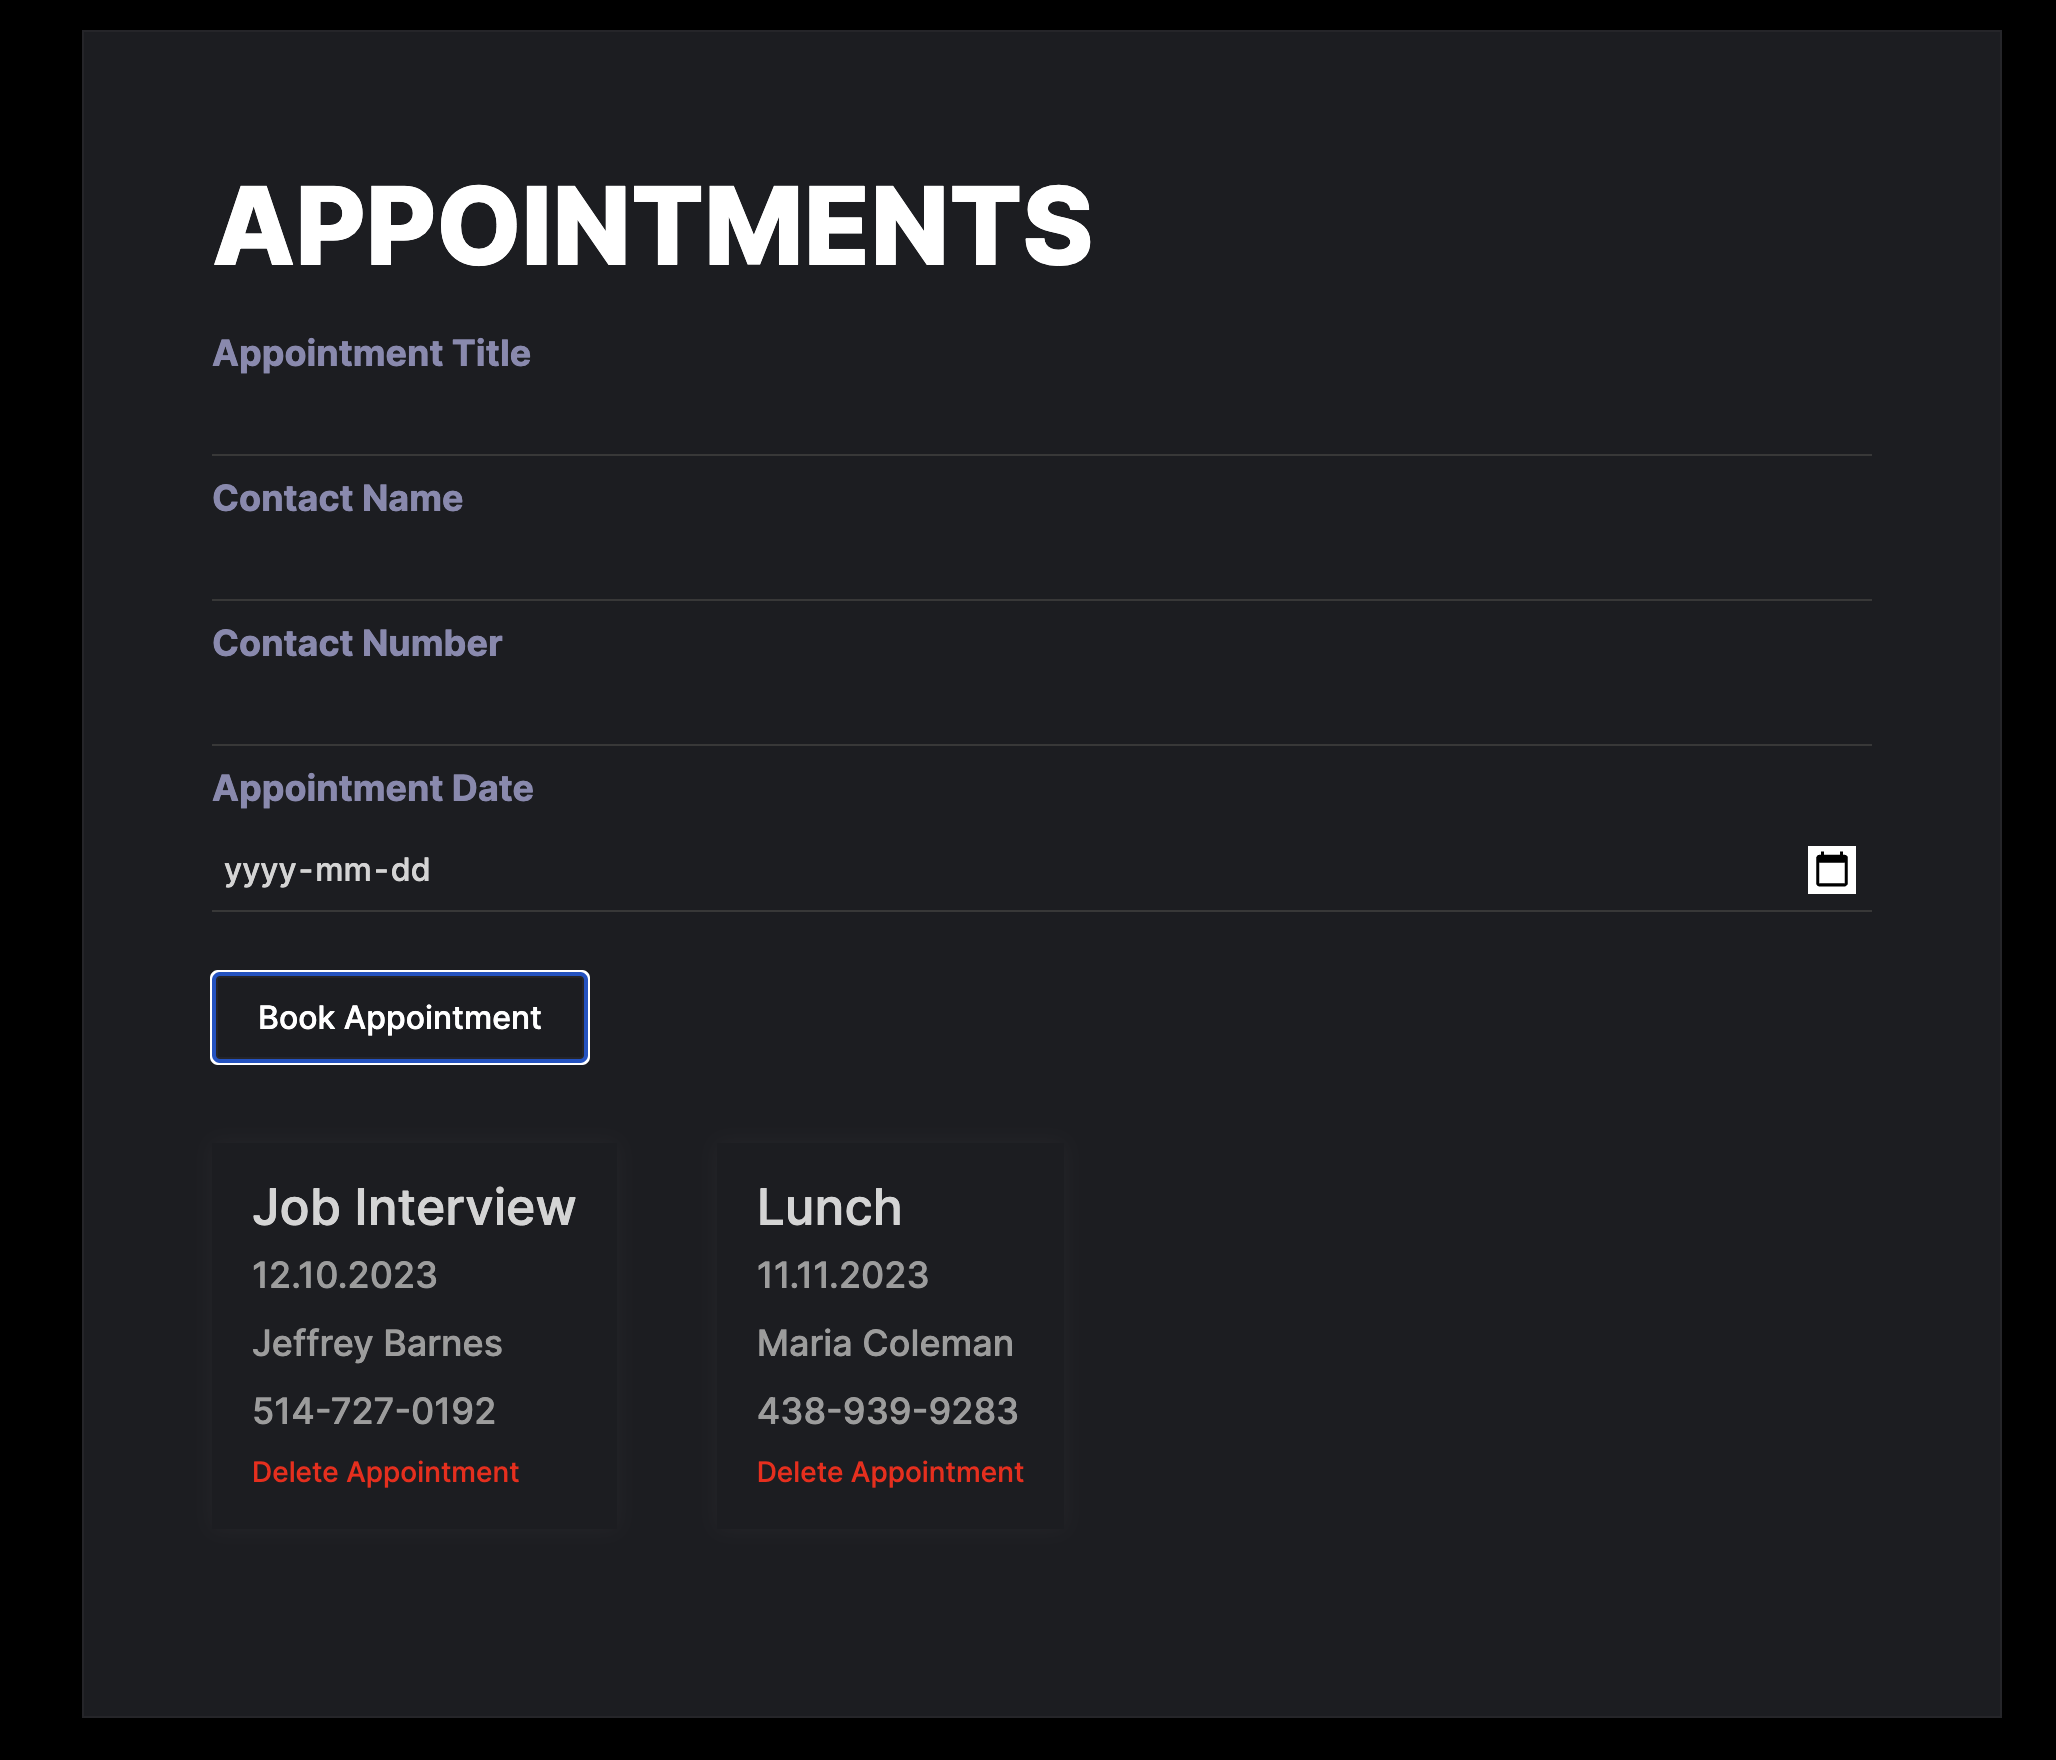 APPOINTMENTS
Appointment Title
Contact Name
Contact Number
Appointment Date
yyyy-mm-dd
Book Appointment
Job Interview
12.10.2023
Jeffrey Barnes
514-727-0192
Delete Appointment
Lunch
11.11.2023
Maria Coleman
438-939-9283
Delete Appointment